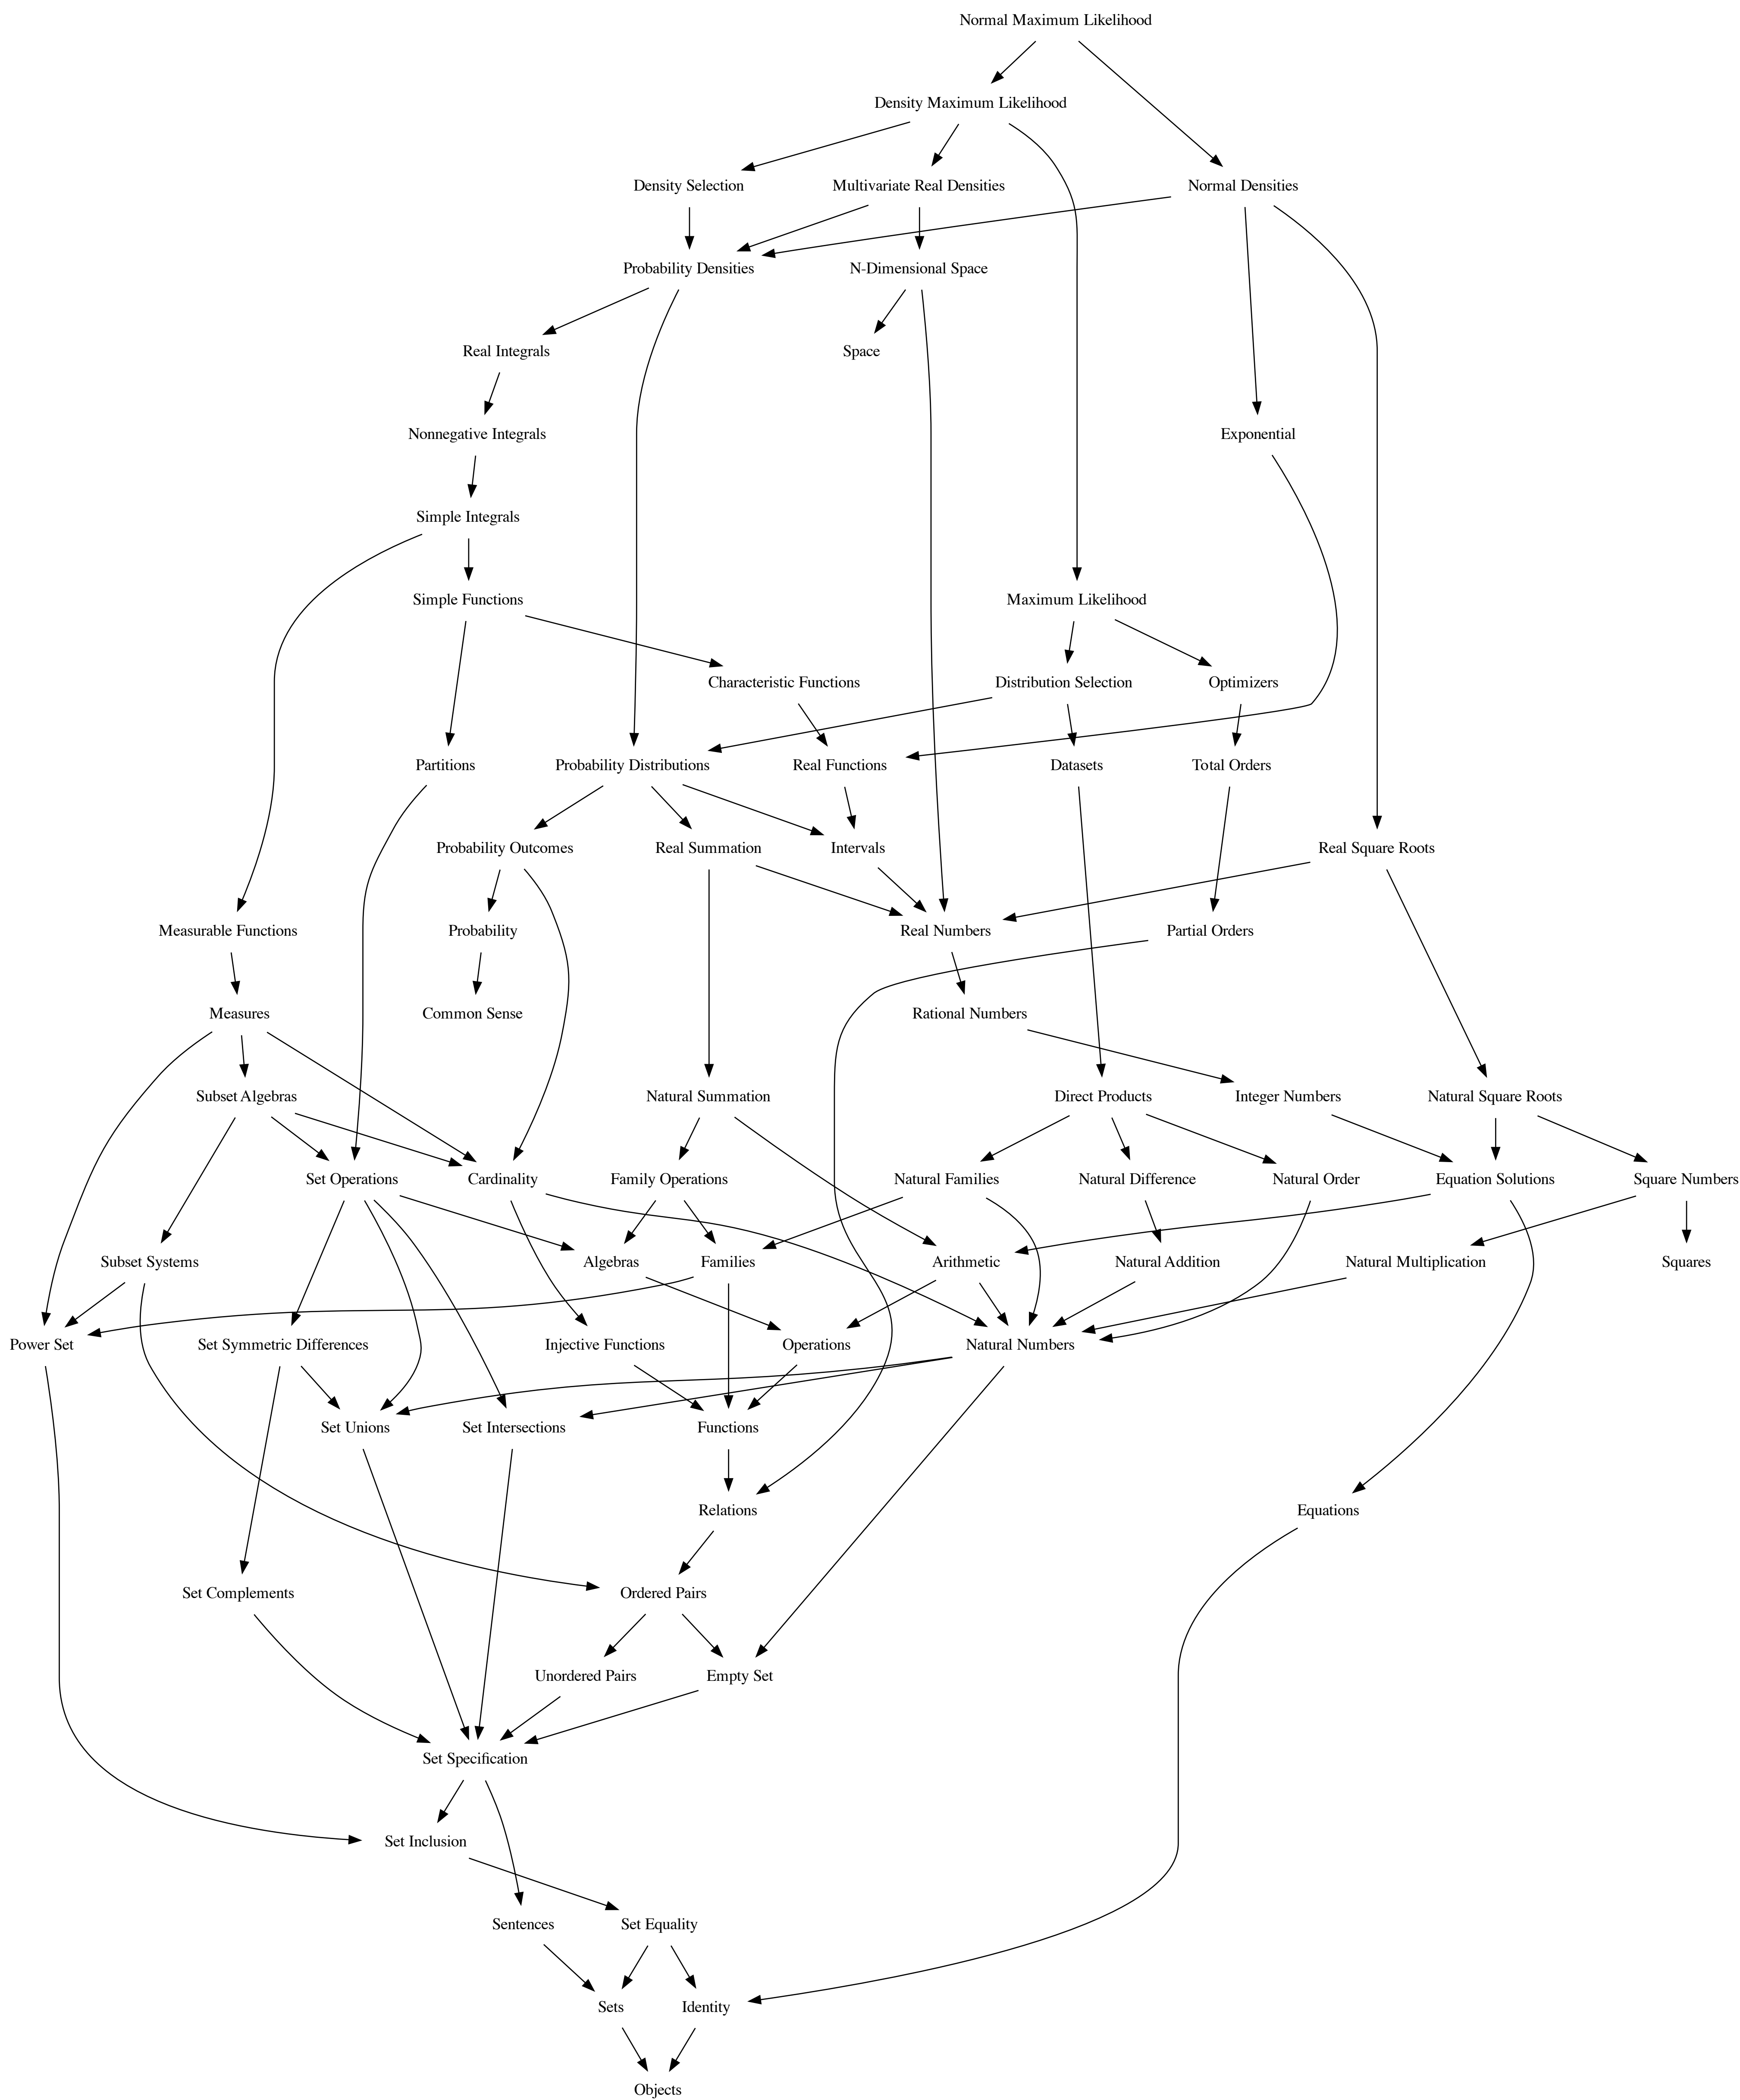 Normal Maximum Likelihood
Density Maximum Likelihood
Density Selection
Multivariate Real Densities
Normal Densities
Probability Densities
N-Dimensional Space
Real Integrals
Space
Nonnegative Integrals
Exponential
Simple Integrals
Simple Functions
Maximum Likelihood
Characteristic Functions
Distribution Selection
Optimizers
Partitions
Probability Distributions
Real Functions
Datasets
Total Orders
Probability Outcomes
Real Summation
Intervals
Real Square Roots
Measurable Functions
Probability
Real Numbers
Partial Orders
Measures
Common Sense
Rational Numbers
Subset Algebras
Natural Summation
Direct Products
Integer Numbers
Natural Square Roots
Set Operations
Cardinality
Family Operations
Natural Families
Natural Difference
Natural Order
Equation Solutions
Square Numbers
Subset Systems
Algebras
Families
Arithmetic
Natural Addition
Natural Multiplication
Squares
Power Set
Set Symmetric Differences
Injective Functions
Operations
Natural Numbers
Set Unions
Set Intersections
Functions
Relations
Equations
Set Complements
Ordered Pairs
Unordered Pairs
Empty Set
Set Specification
Set Inclusion
Sentences
Set Equality
Sets
Identity
Objects